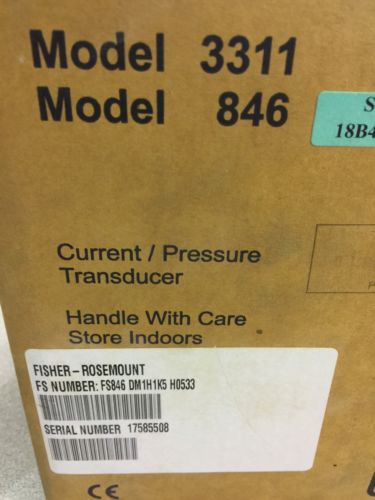 Model 3311
Model 846
18B4
Current / Pressure
Transducer
Handle With Care
Store Indoors
FISHER-ROSEMOUNT
FS NUMBER: FS846 DM1H1K5 H0533
SERIAL NUMBER 17585508
CE